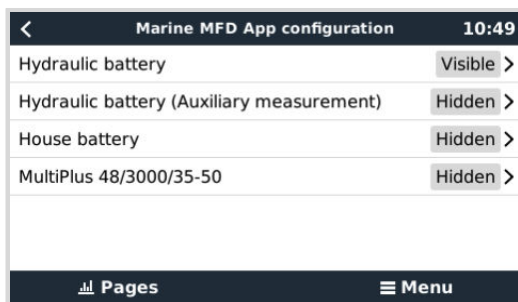 Marine MFD App configuration 10:49
Hydraulic battery Visible
Hydraulic battery (Auxiliary measurement) Hidden
House battery Hidden
MultiPlus 48/3000/35-50 Hidden
Pages Menu